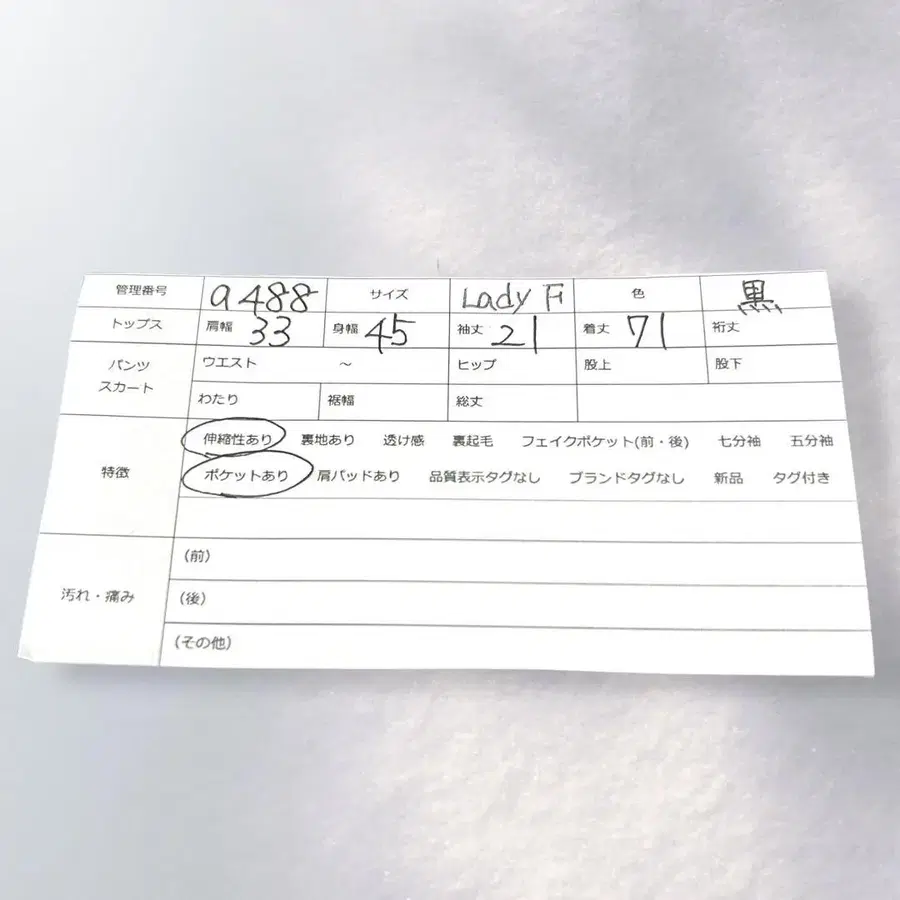 管理番号 a488 サイズ Lady F 色 黒
トップス 肩幅 33 身幅 45 袖丈 21 着丈 71 裄丈
パンツ ウエスト ～ ヒップ 股上 股下
スカート
わたり 裾幅 総丈
特徴 伸縮性あり 裏地あり 透け感 裏起毛 フェイクポケット(前・後) 七分袖 五分袖
ポケットあり 肩パッドあり 品質表示タグなし ブランドタグなし 新品 タグ付き
汚れ・痛み (前)
(後)
(その他)